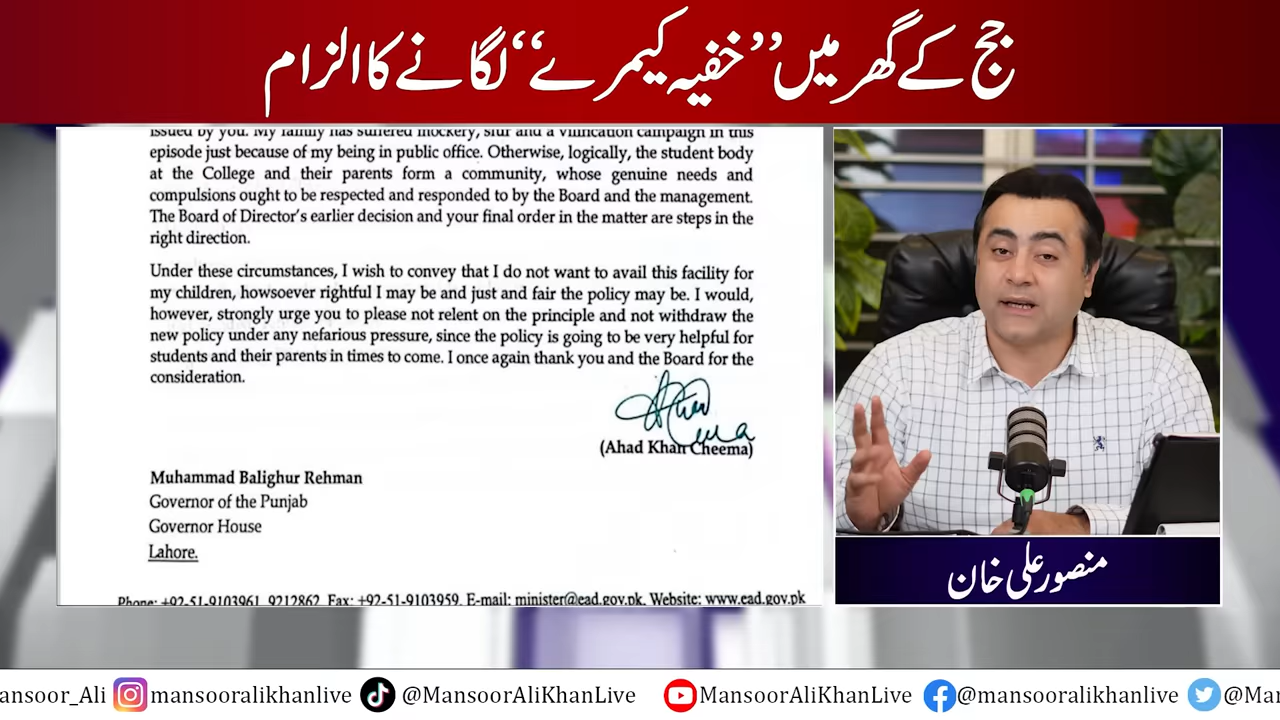 جج کے گھر میں ”خفیہ کیمرے“ لگانے کا الزام
issued by you. My family has suffered mockery, slur and a vilification campaign in this
episode just because of my being in public office. Otherwise, logically, the student body
at the College and their parents form a community, whose genuine needs and
compulsions ought to be respected and responded to by the Board and the management.
The Board of Director's earlier decision and your final order in the matter are steps in the
right direction.
Under these circumstances, I wish to convey that I do not want to avail this facility for
my children, howsoever rightful I may be and just and fair the policy may be. I would,
however, strongly urge you to please not relent on the principle and not withdraw the
new policy under any nefarious pressure, since the policy is going to be very helpful for
students and their parents in times to come. I once again thank you and the Board for the
consideration.
(Ahad Khan Cheema)
Muhammad Balighur Rehman
Governor of the Punjab
Governor House
Lahore.
Phone: +92-51-9103961, 9212862, Fax: +92-51-9103959, E-mail: minister@ead.gov.pk, Website: www.ead.gov.pk
منصور علی خان
ansoor_Ali mansooralikhanlive @MansoorAliKhanLive MansoorAliKhanLive @mansooralikhanlive @Man